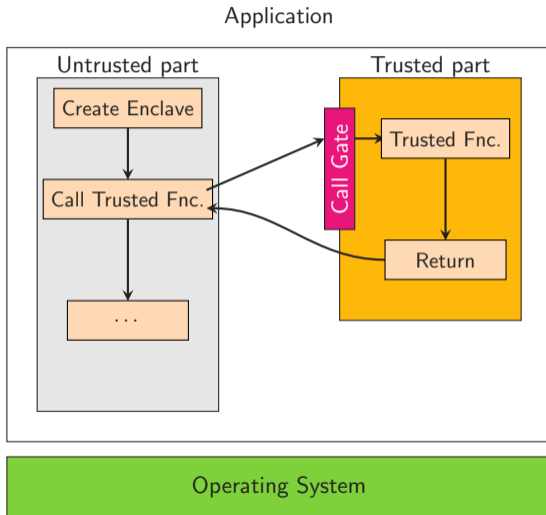 Application
Untrusted part
Trusted part
Create Enclave
Call Gate
Trusted Fnc.
Call Trusted Fnc.
Return
...
Operating System